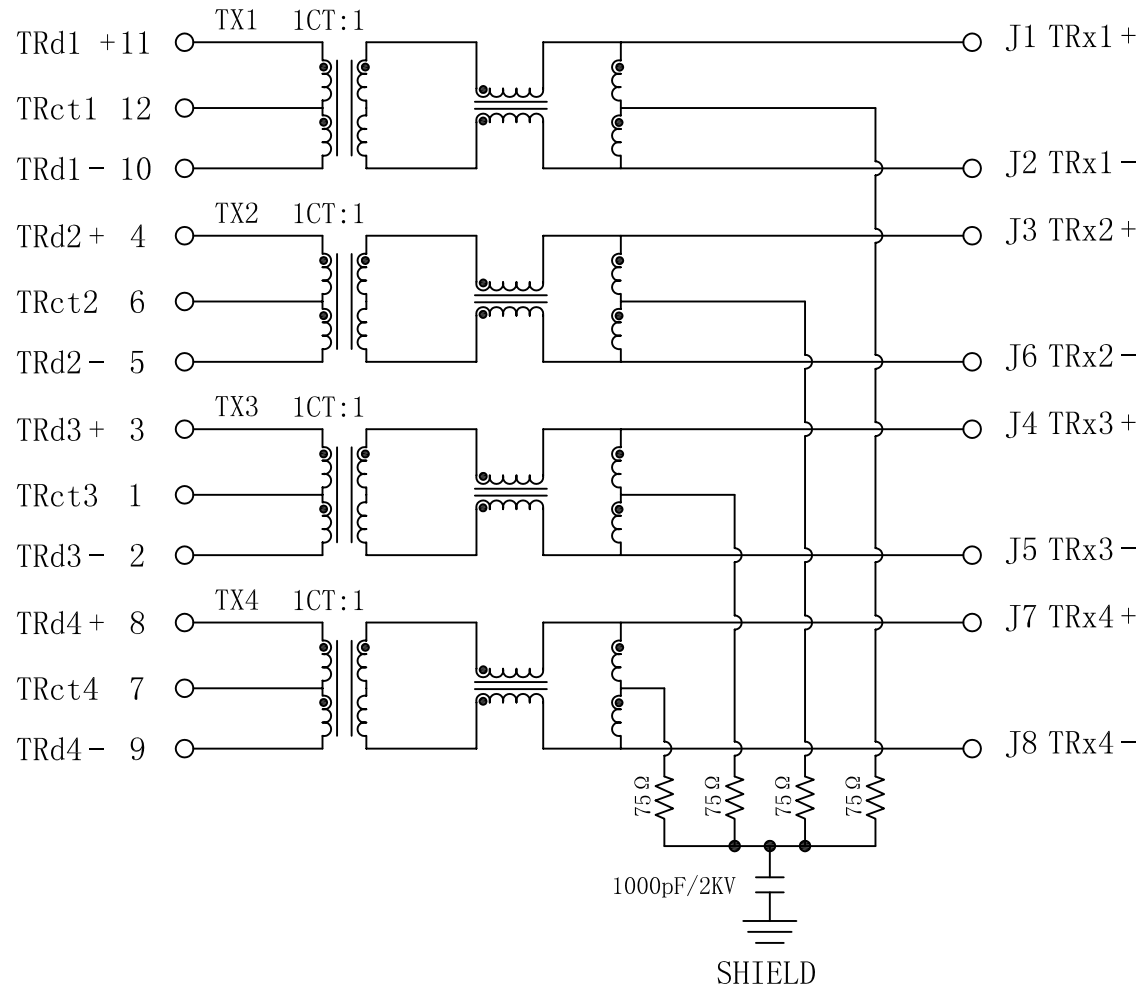 TX1 1CT:1
TRd1 +11 J1 TRx1+
TRct1 12
TRd1- 10 J2 TRx1-
TX2 1CT:1
TRd2+ 4 J3 TRx2+
TRct2 6
TRd2- 5 J6 TRx2-
TX3 1CT:1
TRd3+ 3 J4 TRx3+
TRct3 1
TRd3- 2 J5 TRx3-
TX4 1CT:1
TRd4+ 8 J7 TRx4+
TRct4 7
TRd4- 9 J8 TRx4-
75Ω 75Ω 75Ω 75Ω
1000pF/2KV
SHIELD